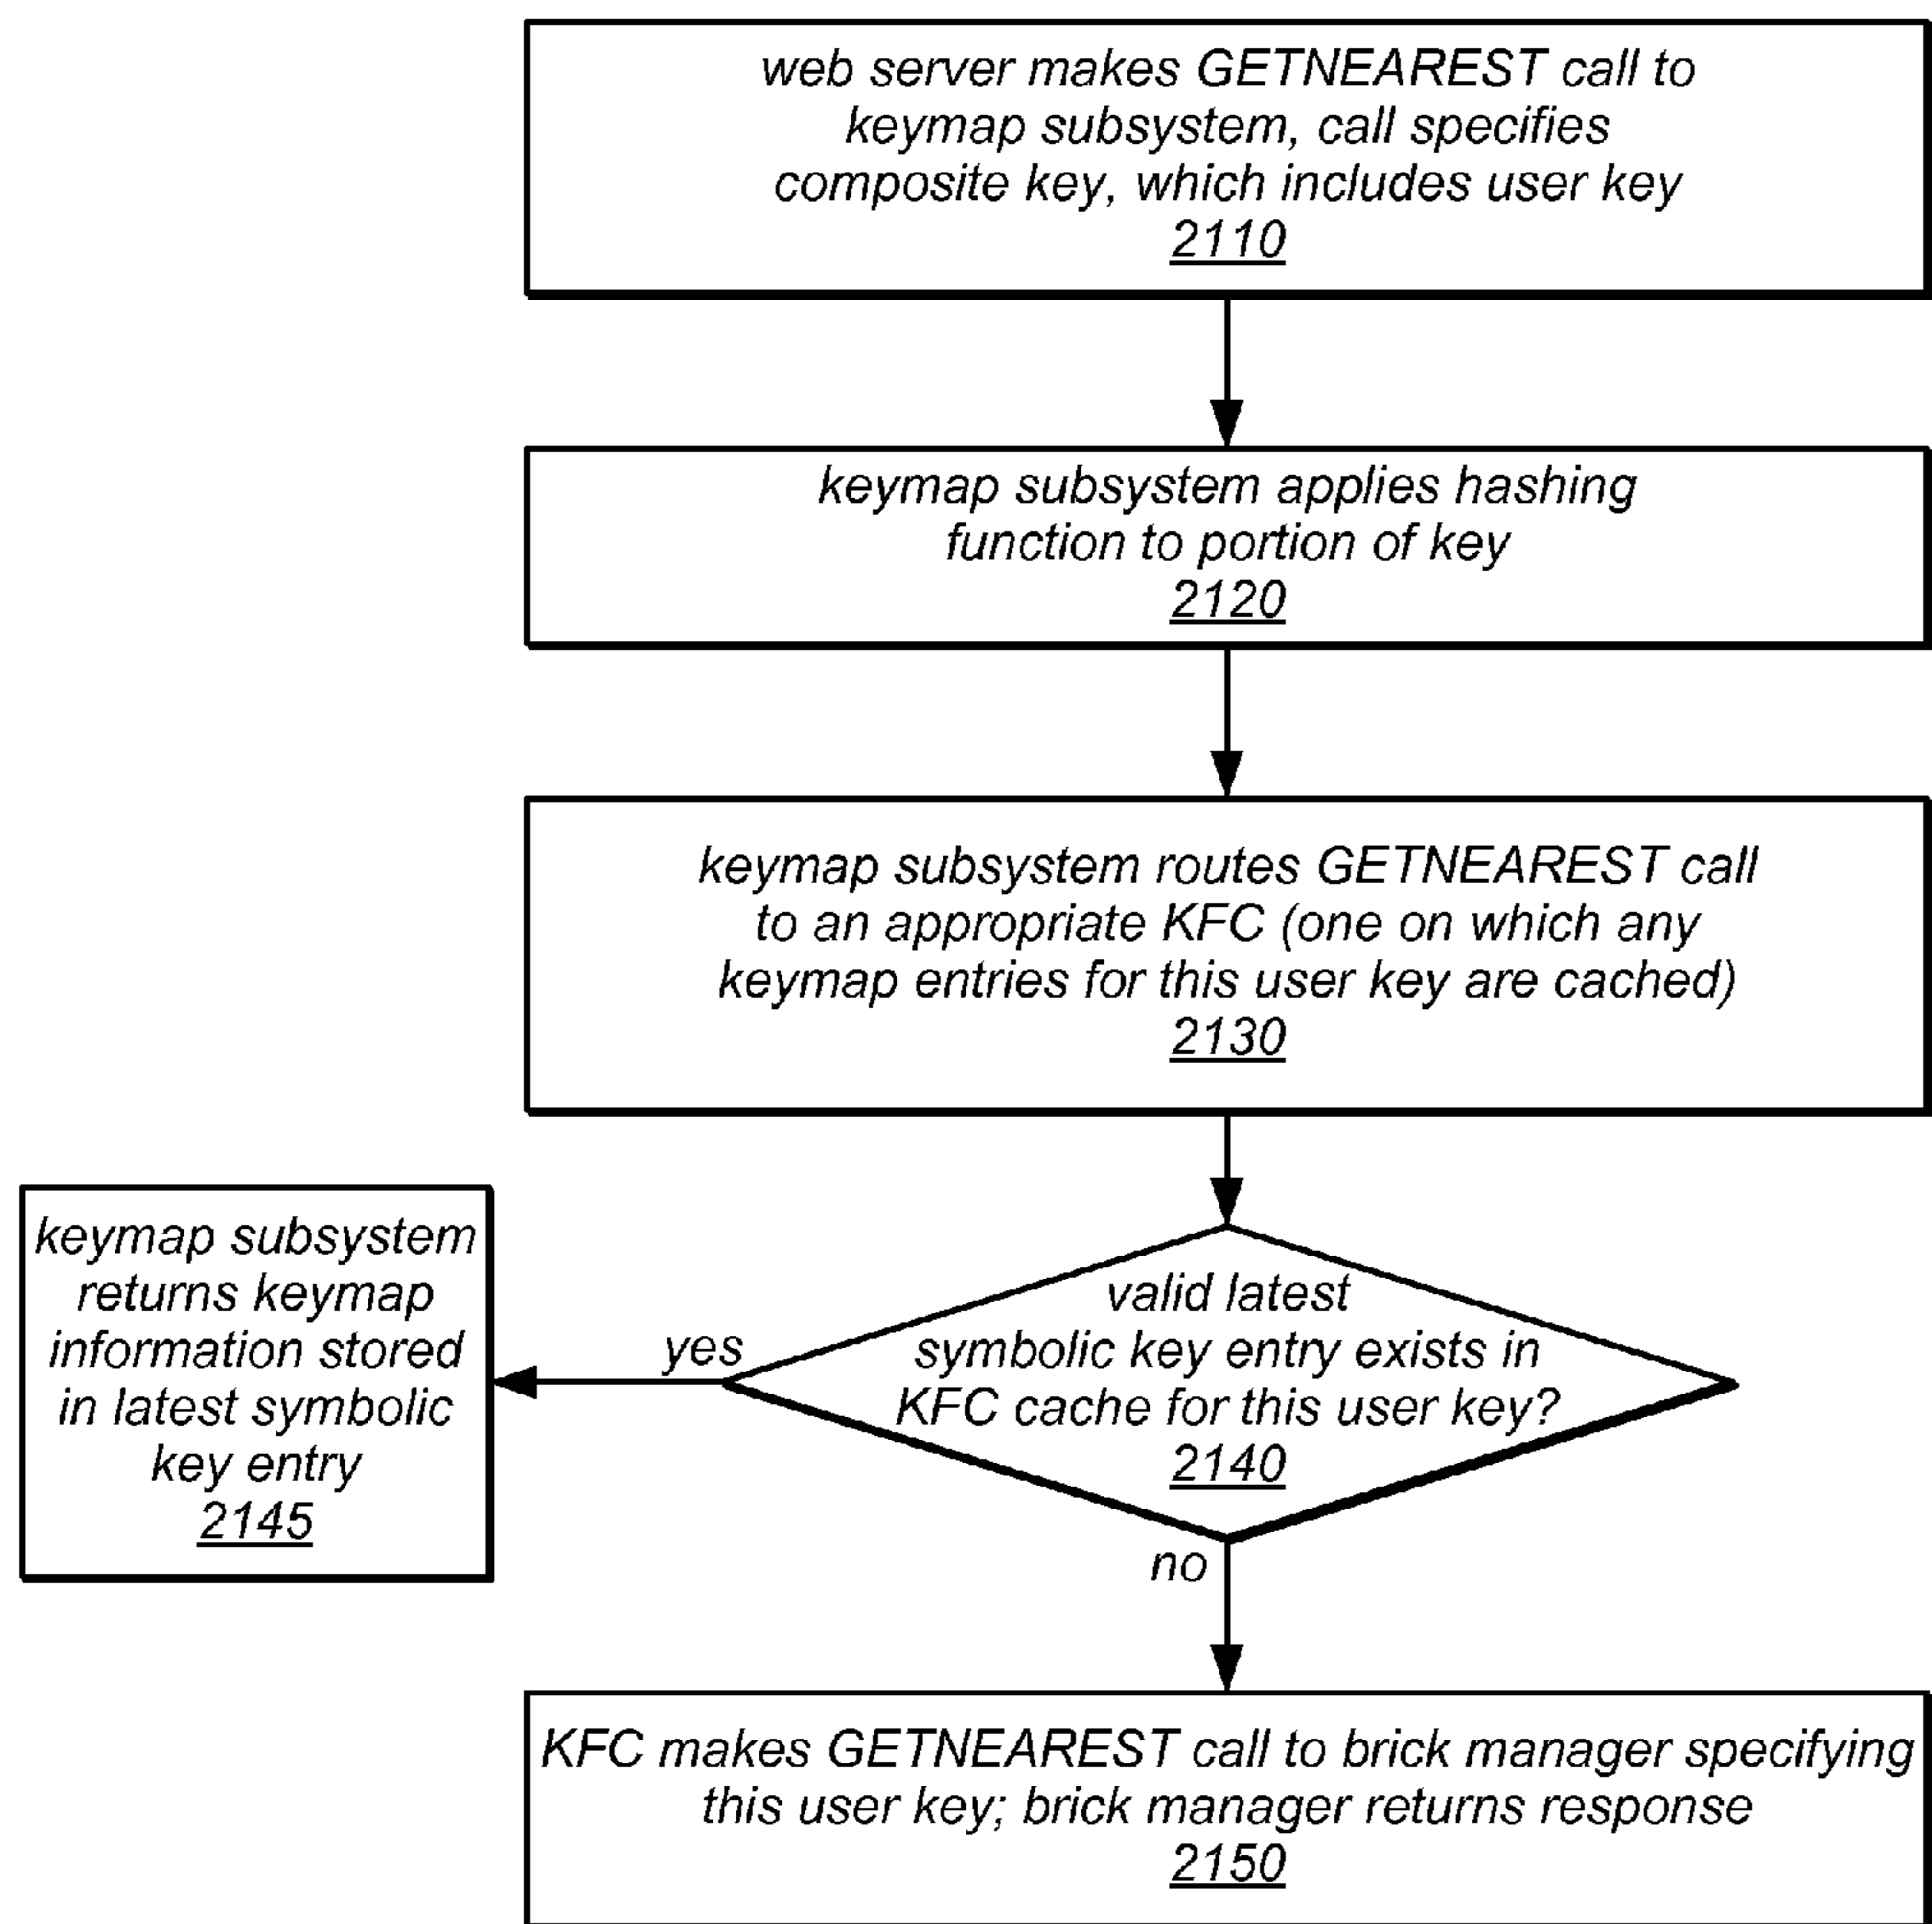 web server makes GETNEAREST call to
keymap subsystem, call specifies
composite key, which includes user key
2110
keymap subsystem applies hashing
function to portion of key
2120
keymap subsystem routes GETNEAREST call
to an appropriate KFC (one on which any
keymap entries for this user key are cached)
2130
valid latest
symbolic key entry exists in
KFC cache for this user key?
2140
yes
keymap subsystem
returns keymap
information stored
in latest symbolic
key entry
2145
no
KFC makes GETNEAREST call to brick manager specifying
this user key; brick manager returns response
2150